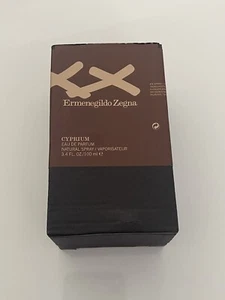 Ermenegildo Zegna
CYPRIUM
EAU DE PARFUM
NATURAL SPRAY / VAPORISATEUR
3.4 FL. OZ. 100 ml ℮